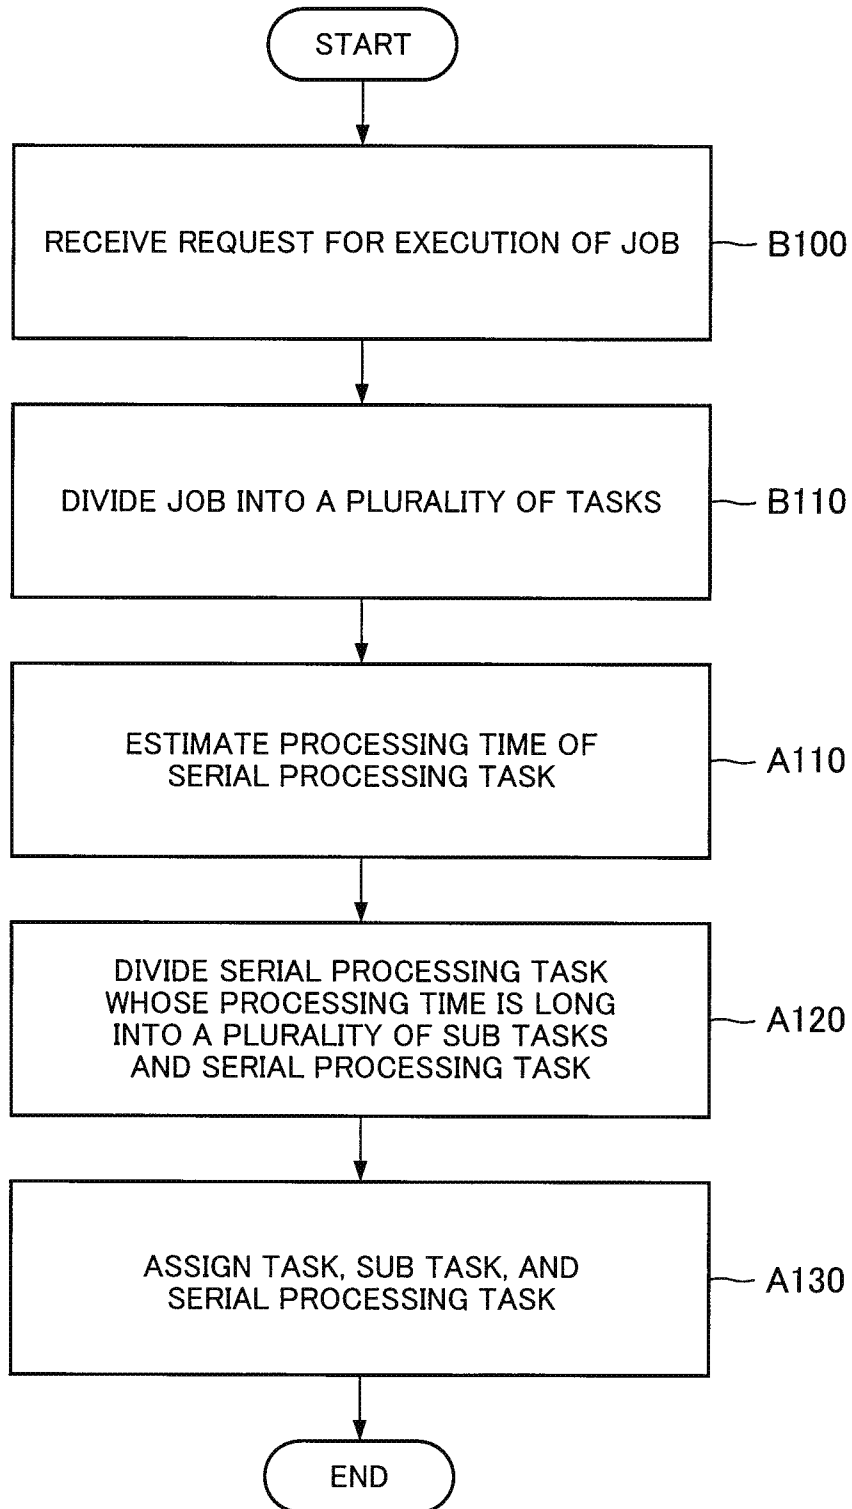 START
RECEIVE REQUEST FOR EXECUTION OF JOB
B100
DIVIDE JOB INTO A PLURALITY OF TASKS
B110
ESTIMATE PROCESSING TIME OF
SERIAL PROCESSING TASK
A110
DIVIDE SERIAL PROCESSING TASK
WHOSE PROCESSING TIME IS LONG
INTO A PLURALITY OF SUB TASKS
AND SERIAL PROCESSING TASK
A120
ASSIGN TASK, SUB TASK, AND
SERIAL PROCESSING TASK
A130
END